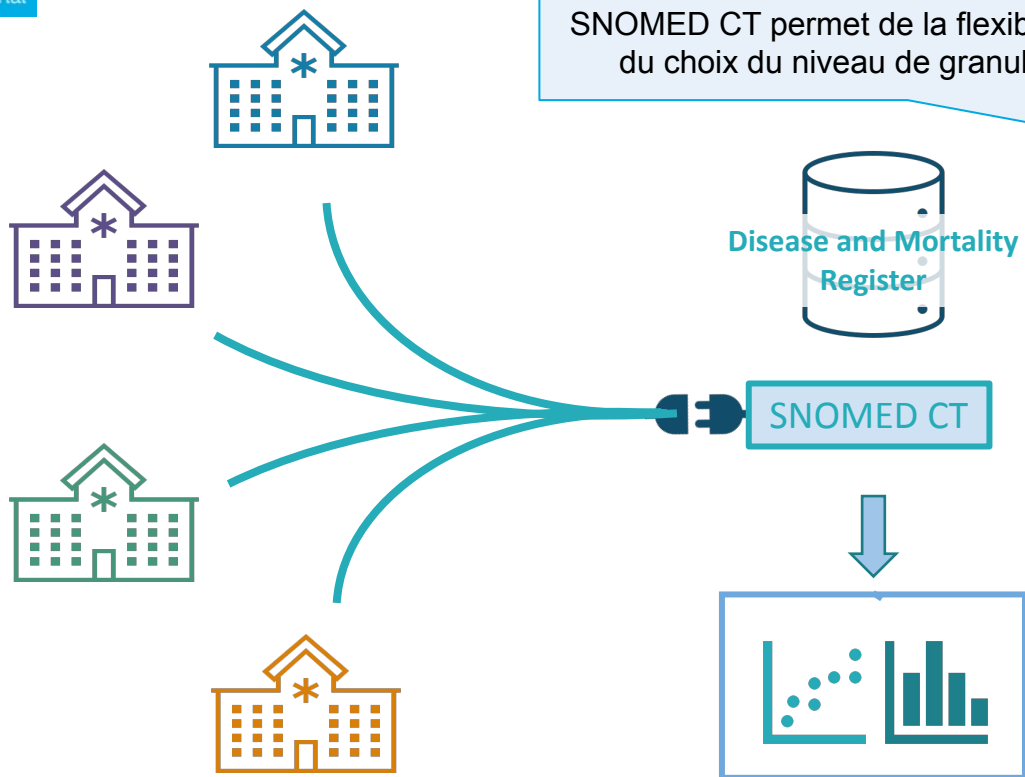 SNOMED CT permet de la flexib
du choix du niveau de granul
Disease and Mortality
Register
SNOMED CT